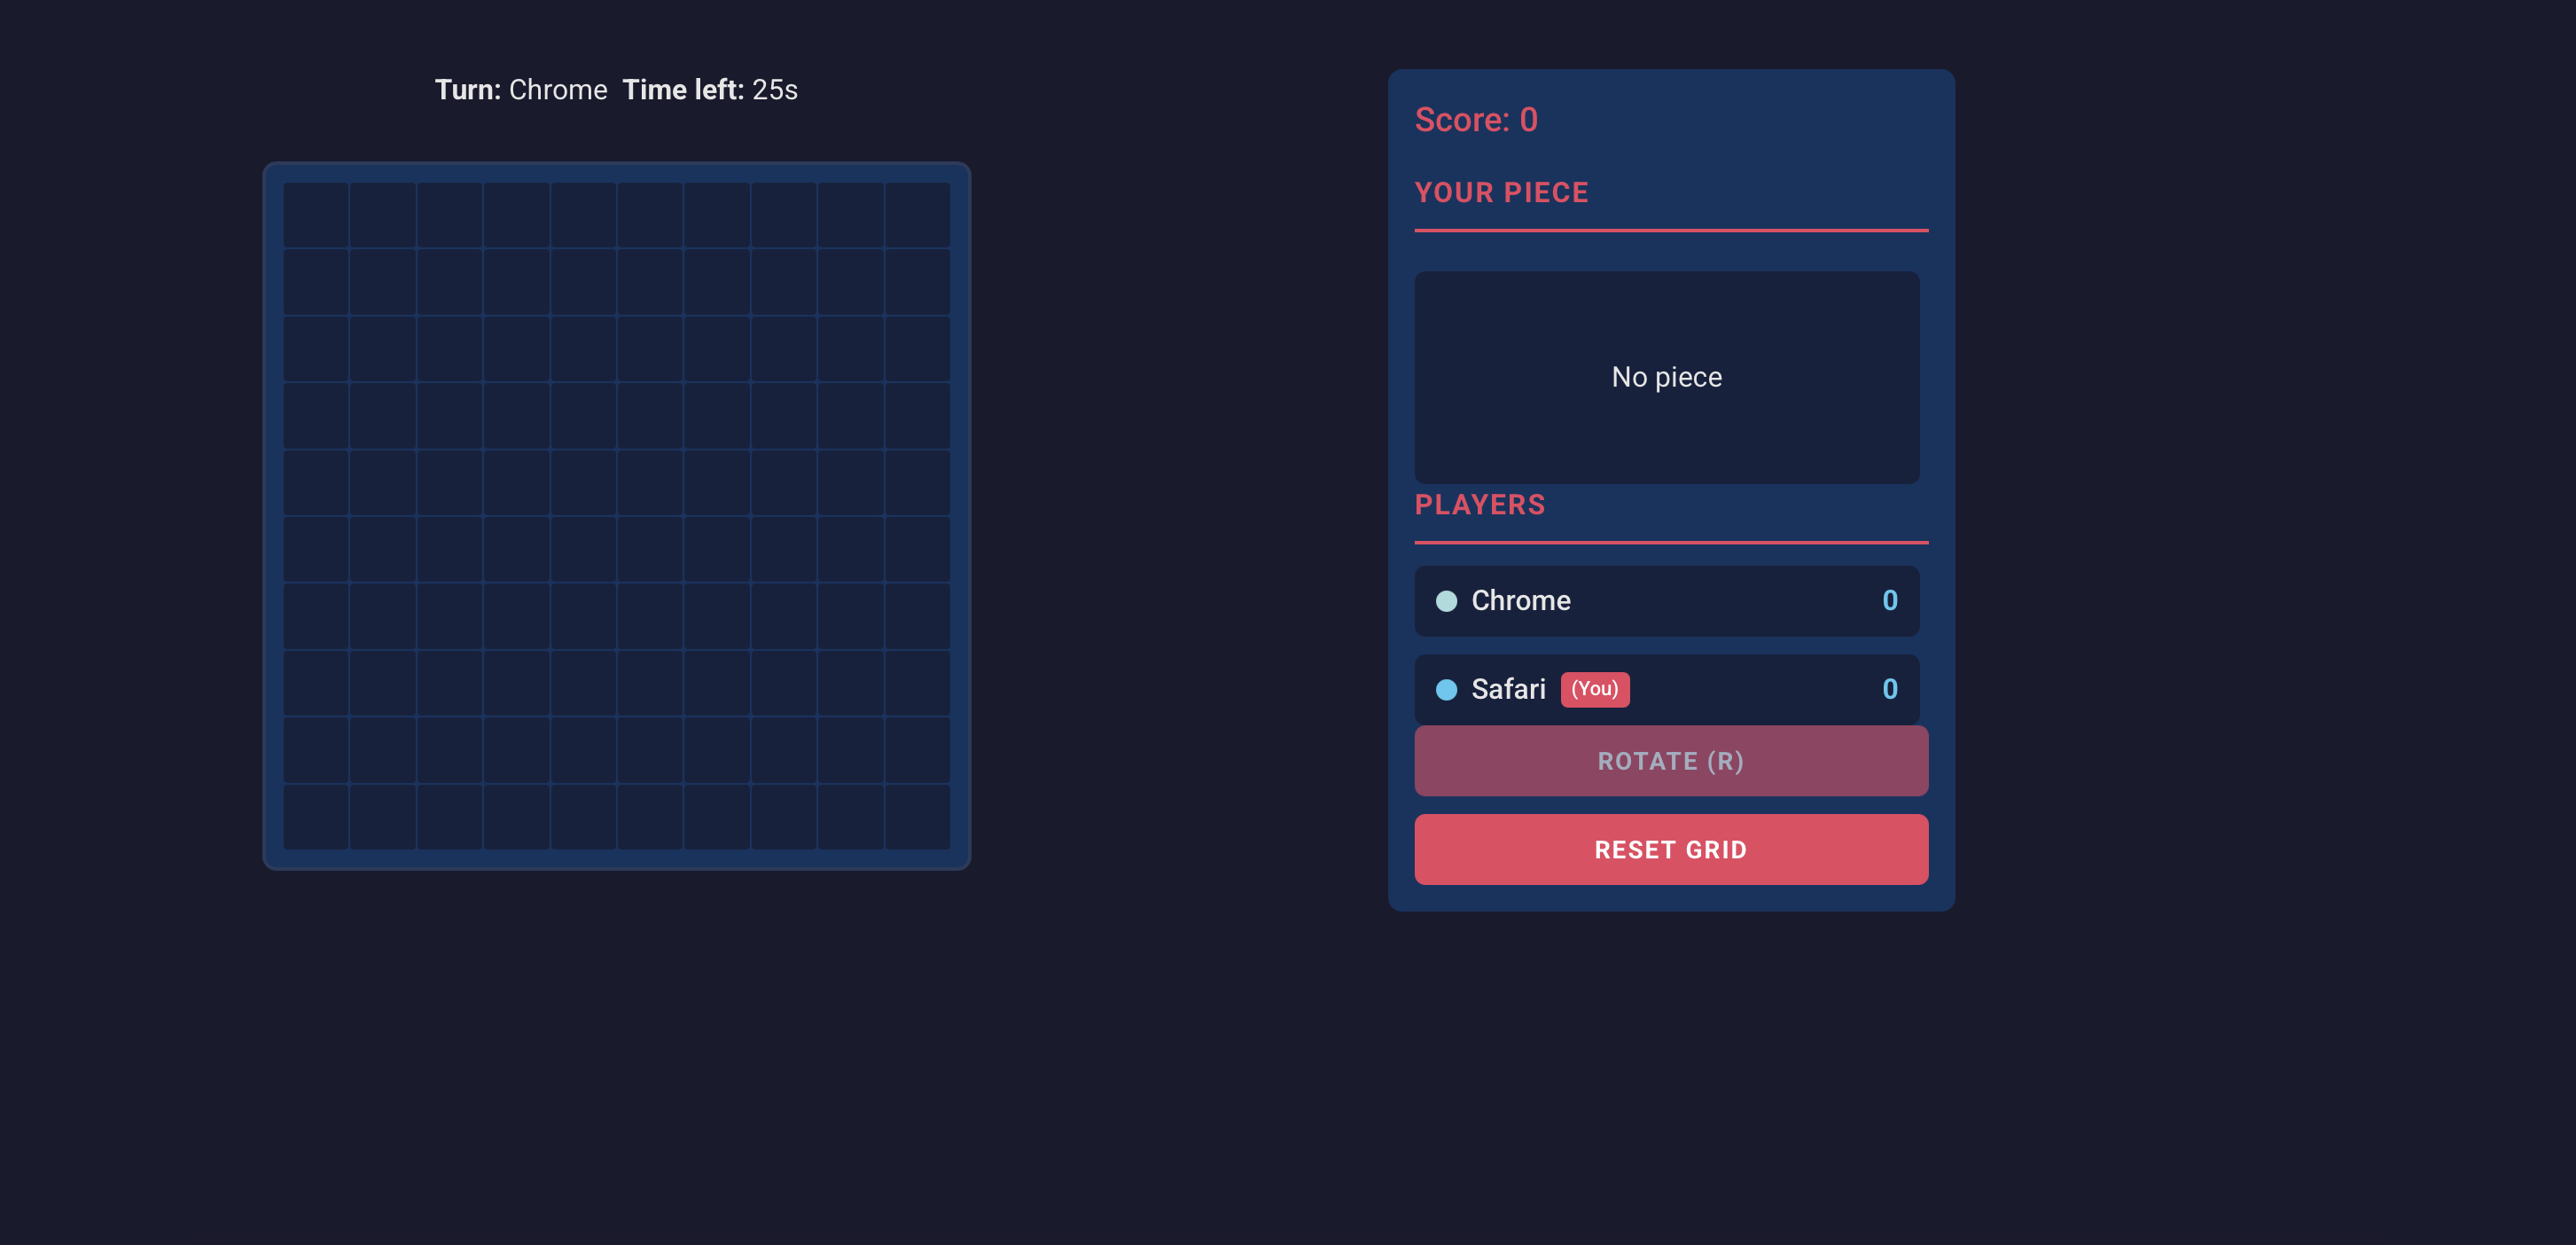 Turn: Chrome Time left: 25s
Score: 0
YOUR PIECE
No piece
PLAYERS
Chrome 0
Safari (You) 0
ROTATE (R)
RESET GRID